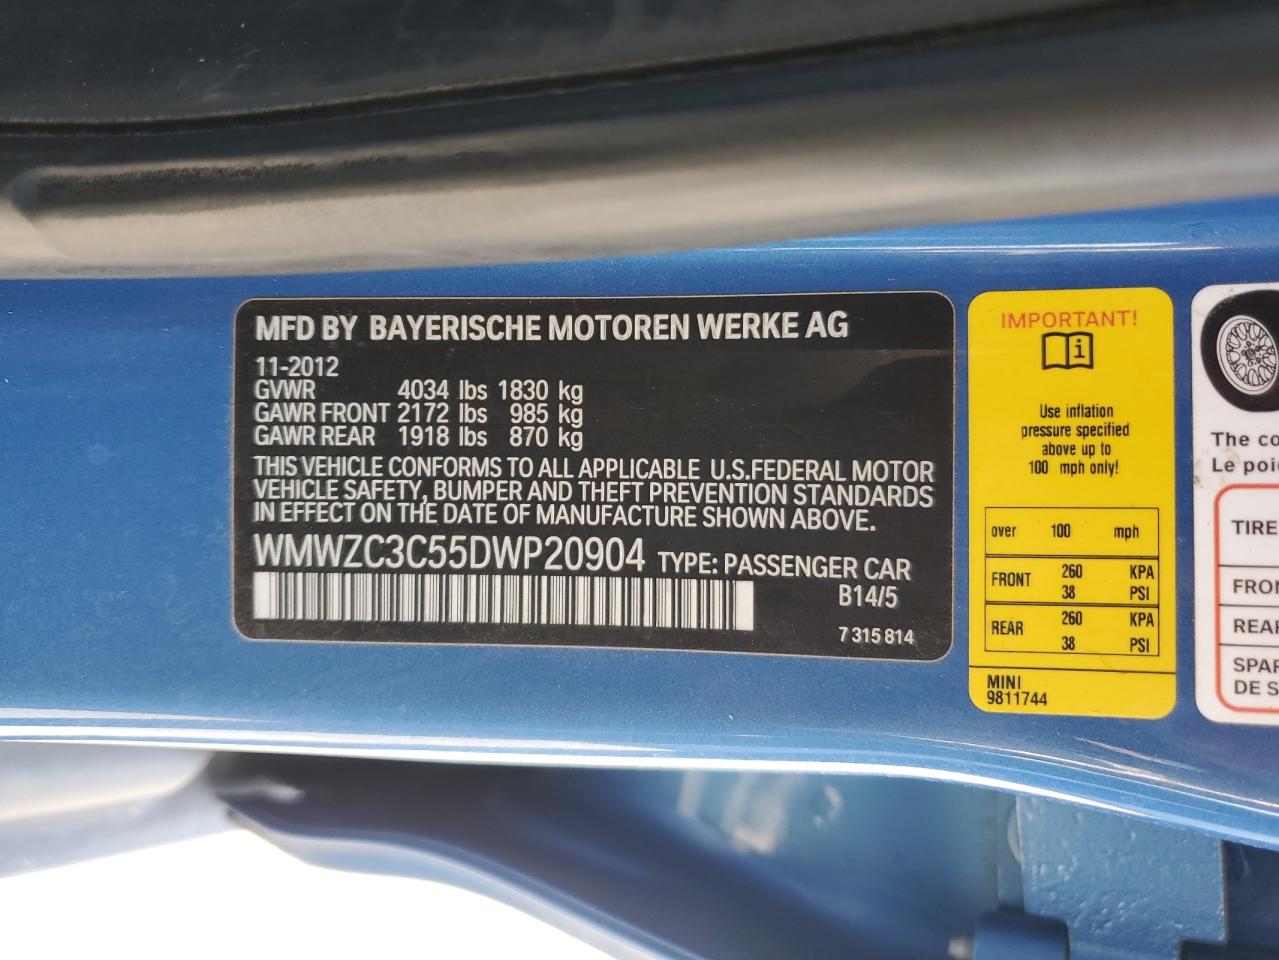 MFD BY BAYERISCHE MOTOREN WERKE AG
11-2012
GVWR 4034 lbs 1830 kg
GAWR FRONT 2172 lbs 985 kg
GAWR REAR 1918 lbs 870 kg
THIS VEHICLE CONFORMS TO ALL APPLICABLE U.S.FEDERAL MOTOR
VEHICLE SAFETY, BUMPER AND THEFT PREVENTION STANDARDS
IN EFFECT ON THE DATE OF MANUFACTURE SHOWN ABOVE.
WMWZC3C55DWP20904 TYPE: PASSENGER CAR
B14/5
7 315 814
IMPORTANT!
i
Use inflation
pressure specified
above up to
100 mph only!
over 100 mph
FRONT 260 KPA
38 PSI
REAR 260 KPA
38 PSI
MINI
9811744
The co
Le poi
TIRE
FRO
REA
SPA
DE S